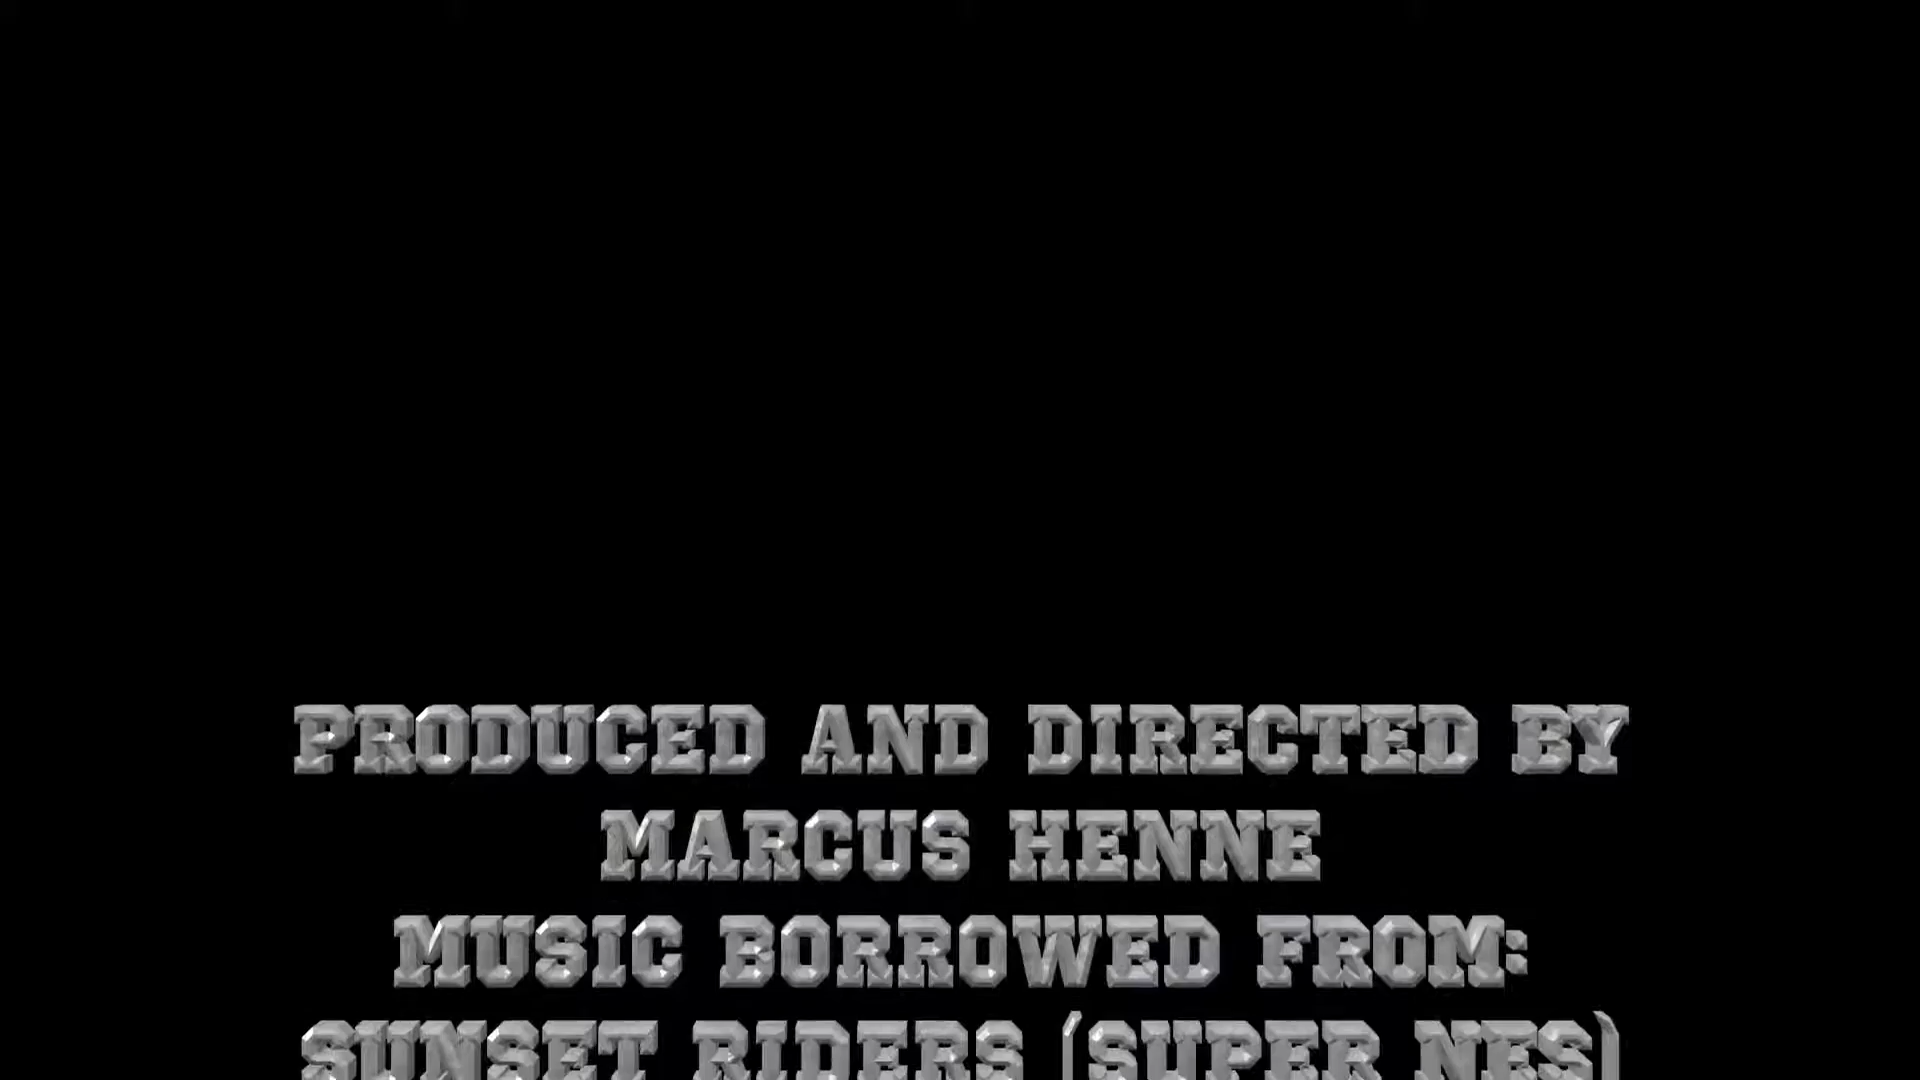 PRODUCED AND DIRECTED BY
MARCUS HENNE
MUSIC BORROWED FROM:
SUNSET RIDERS (SUPER NES)